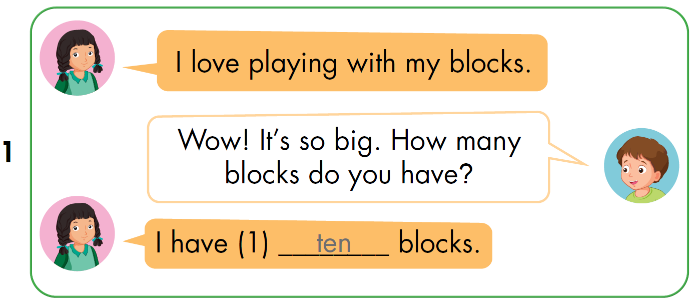 I love playing with my blocks.
Wow! It's so big. How many
blocks do you have?
1
I have (1) ten blocks.